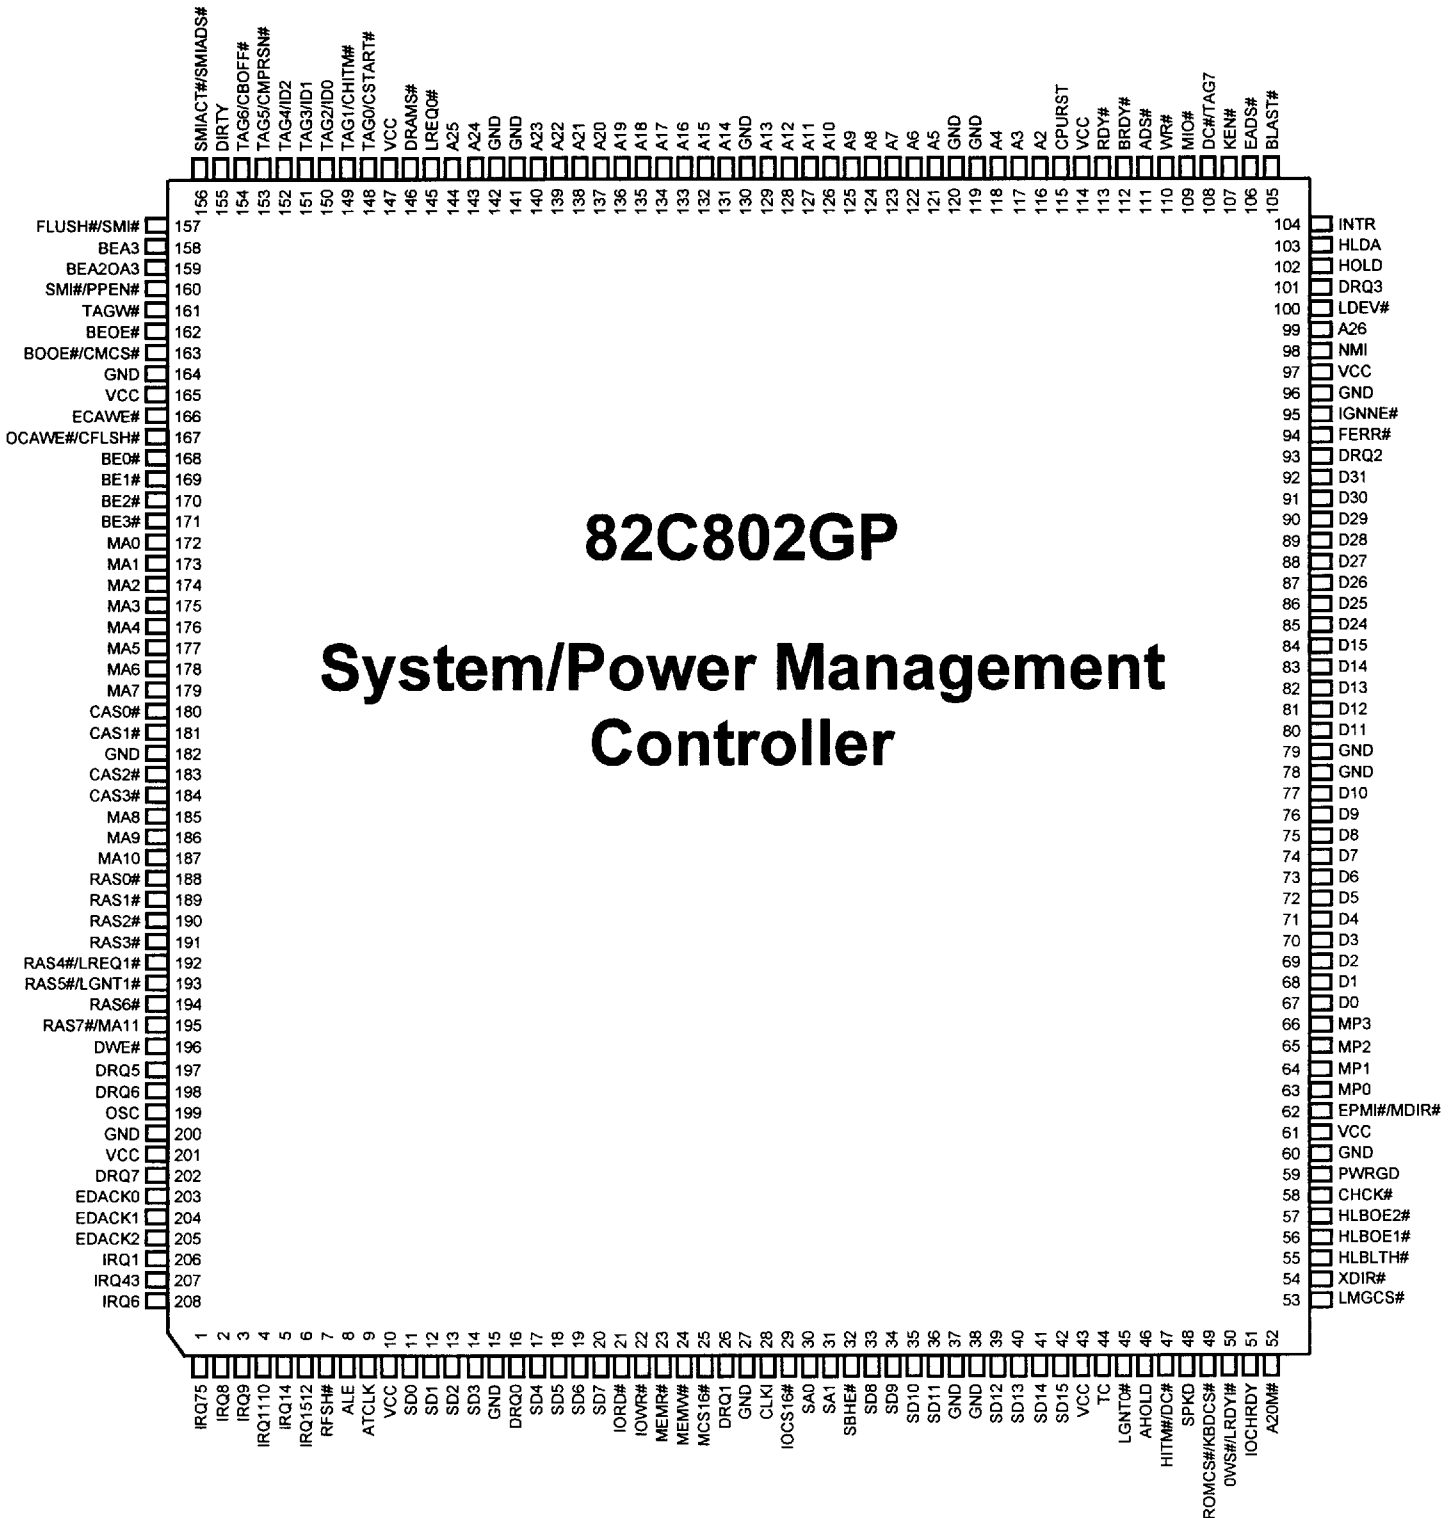 SMIACT#/SMIADS#
DIRTY
TAG6/CBOFF#
TAG5/CMPRSN#
TAG4/ID2
TAG3/ID1
TAG2/ID0
TAG1/CHITM#
TAG0/CSTART#
VCC
DRAMS#
LREQ0#
A25
A24
GND
GND
A23
A22
A21
A20
A19
A18
A17
A16
A15
A14
GND
A13
A12
A11
A10
A9
A8
A7
A6
A5
GND
GND
A4
A3
A2
CPURST
VCC
RDY#
BRDY#
ADS#
WR#
MIO#
DC#/TAG7
KEN#
EADS#
BLAST#
156 155 154 153 152 151 150 149 148 147 146 145 144 143 142 141 140 139 138 137 136 135 134 133 132 131 130 129 128 127 126 125 124 123 122 121 120 119 118 117 116 115 114 113 112 111 110 109 108 107 106 105
FLUSH#/SMI# 157
BEA3 158
BEA2OA3 159
SMI#/PPEN# 160
TAGW# 161
BEOE# 162
BOOE#/CMCS# 163
GND 164
VCC 165
ECAWE# 166
OCAWE#/CFLSH# 167
BE0# 168
BE1# 169
BE2# 170
BE3# 171
MA0 172
MA1 173
MA2 174
MA3 175
MA4 176
MA5 177
MA6 178
MA7 179
CAS0# 180
CAS1# 181
GND 182
CAS2# 183
CAS3# 184
MA8 185
MA9 186
MA10 187
RAS0# 188
RAS1# 189
RAS2# 190
RAS3# 191
RAS4#/LREQ1# 192
RAS5#/LGNT1# 193
RAS6# 194
RAS7#/MA11 195
DWE# 196
DRQ5 197
DRQ6 198
OSC 199
GND 200
VCC 201
DRQ7 202
EDACK0 203
EDACK1 204
EDACK2 205
IRQ1 206
IRQ43 207
IRQ6 208
82C802GP
System/Power Management
Controller
104 INTR
103 HLDA
102 HOLD
101 DRQ3
100 LDEV#
99 A26
98 NMI
97 VCC
96 GND
95 IGNNE#
94 FERR#
93 DRQ2
92 D31
91 D30
90 D29
89 D28
88 D27
87 D26
86 D25
85 D24
84 D15
83 D14
82 D13
81 D12
80 D11
79 GND
78 GND
77 D10
76 D9
75 D8
74 D7
73 D6
72 D5
71 D4
70 D3
69 D2
68 D1
67 D0
66 MP3
65 MP2
64 MP1
63 MP0
62 EPMI#/MDIR#
61 VCC
60 GND
59 PWRGD
58 CHCK#
57 HLBOE2#
56 HLBOE1#
55 HLBLTH#
54 XDIR#
53 LMGCS#
1 2 3 4 5 6 7 8 9 10 11 12 13 14 15 16 17 18 19 20 21 22 23 24 25 26 27 28 29 30 31 32 33 34 35 36 37 38 39 40 41 42 43 44 45 46 47 48 49 50 51 52
IRQ75
IRQ8
IRQ9
IRQ1110
IRQ14
IRQ1512
RFSH#
ALE
ATCLK
VCC
SD0
SD1
SD2
SD3
GND
DRQ0
SD4
SD5
SD6
SD7
IORD#
IOWR#
MEMR#
MEMW#
MCS16#
DRQ1
GND
CLKI
IOCS16#
SA0
SA1
SBHE#
SD8
SD9
SD10
SD11
GND
GND
SD12
SD13
SD14
SD15
VCC
TC
LGNT0#
AHOLD
HITM#/DC#
SPKD
ROMCS#/KBDCS#
0WS#/LRDYI#
IOCHRDY
A20M#